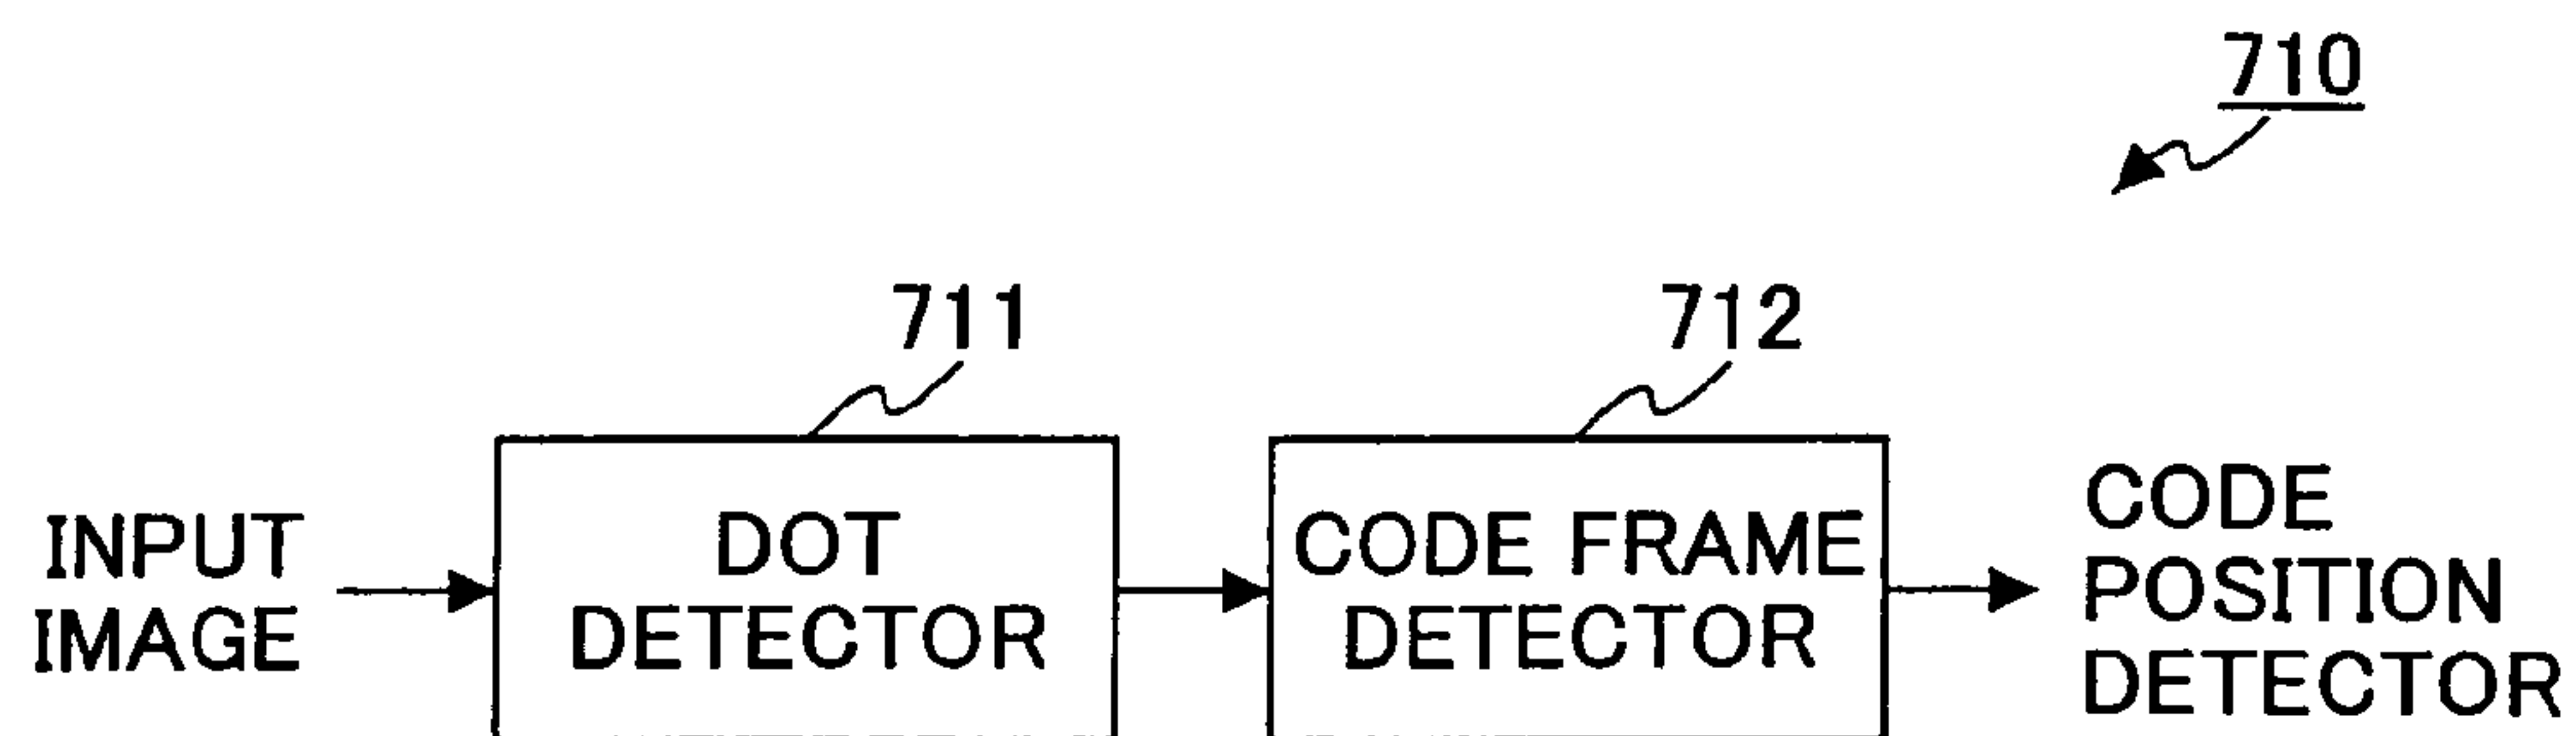 710
711
712
INPUT
IMAGE
DOT
DETECTOR
CODE FRAME
DETECTOR
CODE
POSITION
DETECTOR